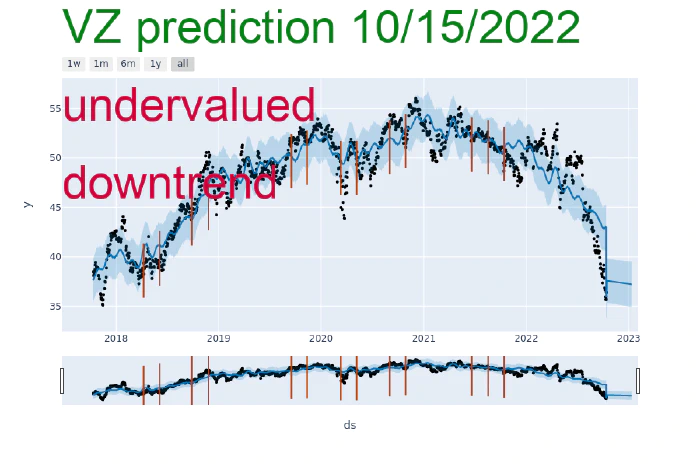 VZ prediction 10/15/2022
1w 1m 6m 1y all
undervalued
downtrend
55
50
45
40
35
y
2018 2019 2020 2021 2022 2023
ds